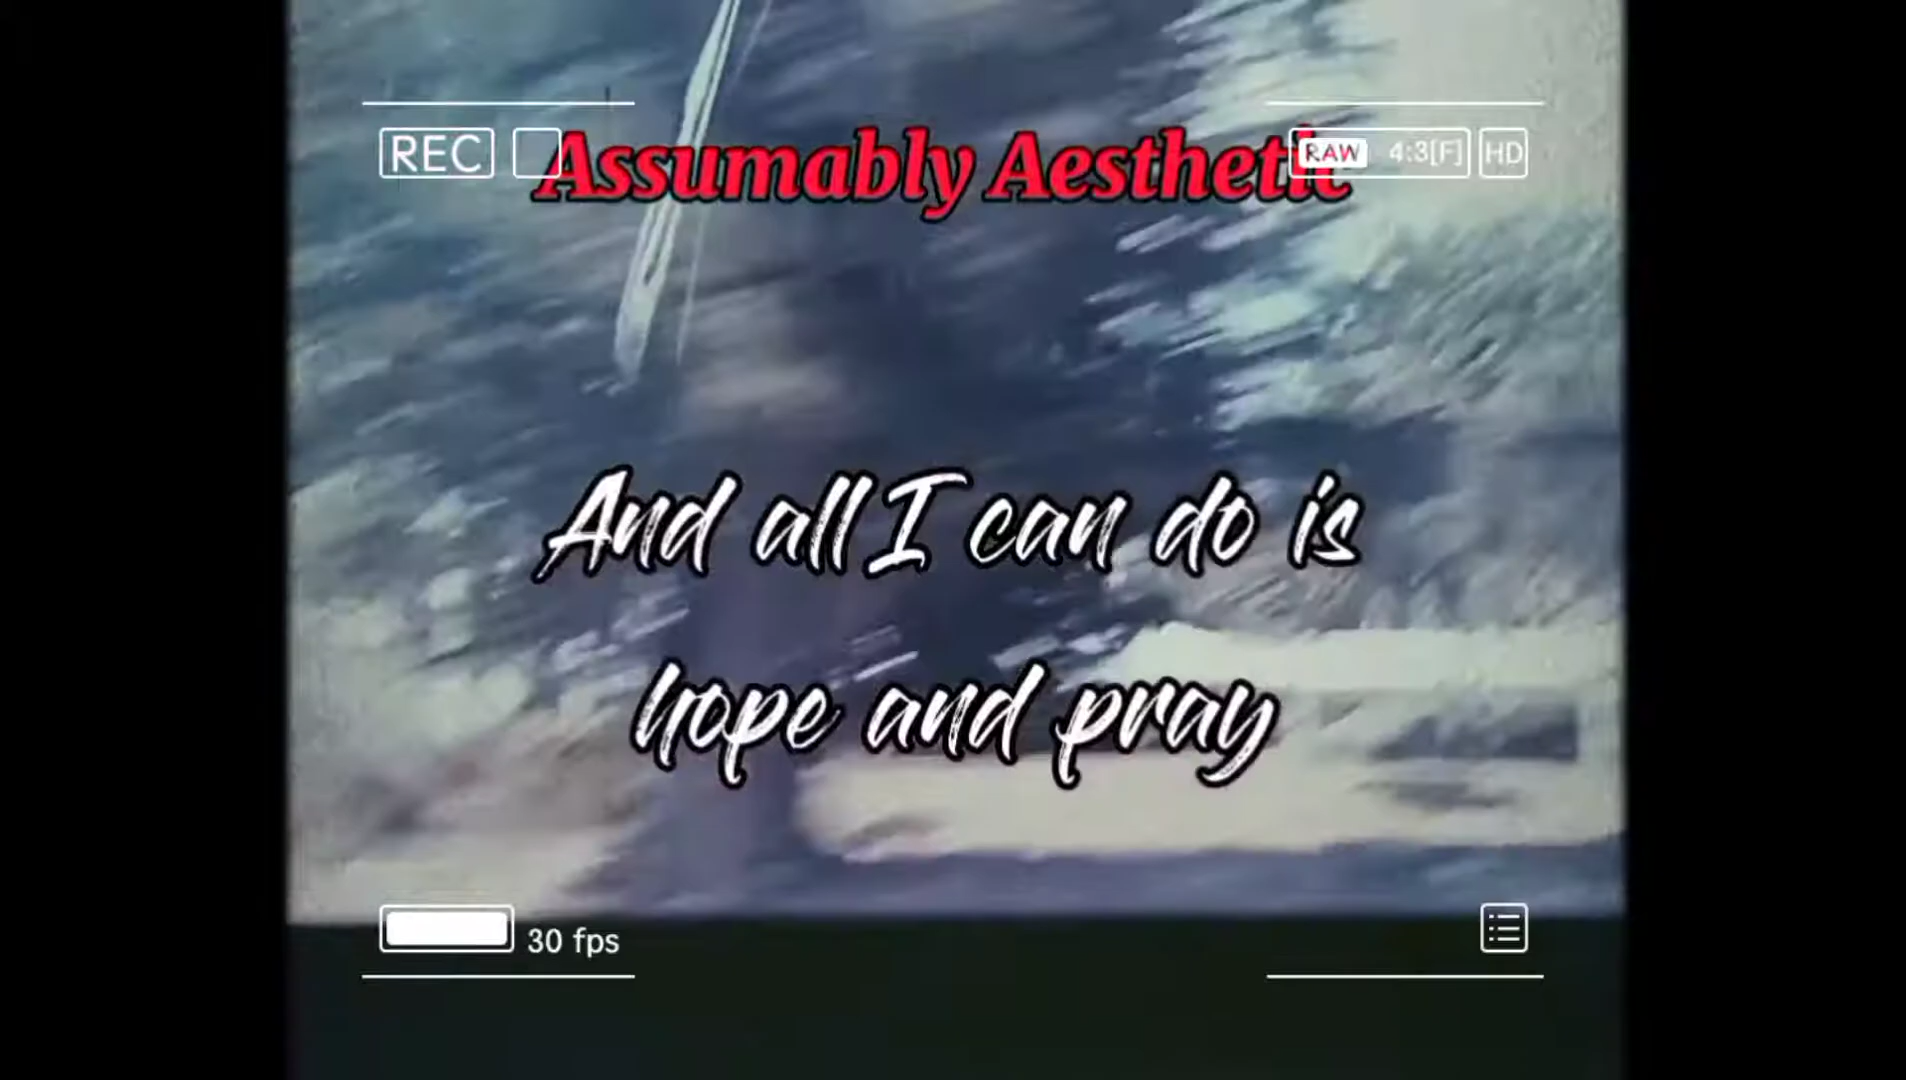 REC
RAW 4:3[F] HD
Assumably Aesthetic
And all I can do is
hope and pray
30 fps